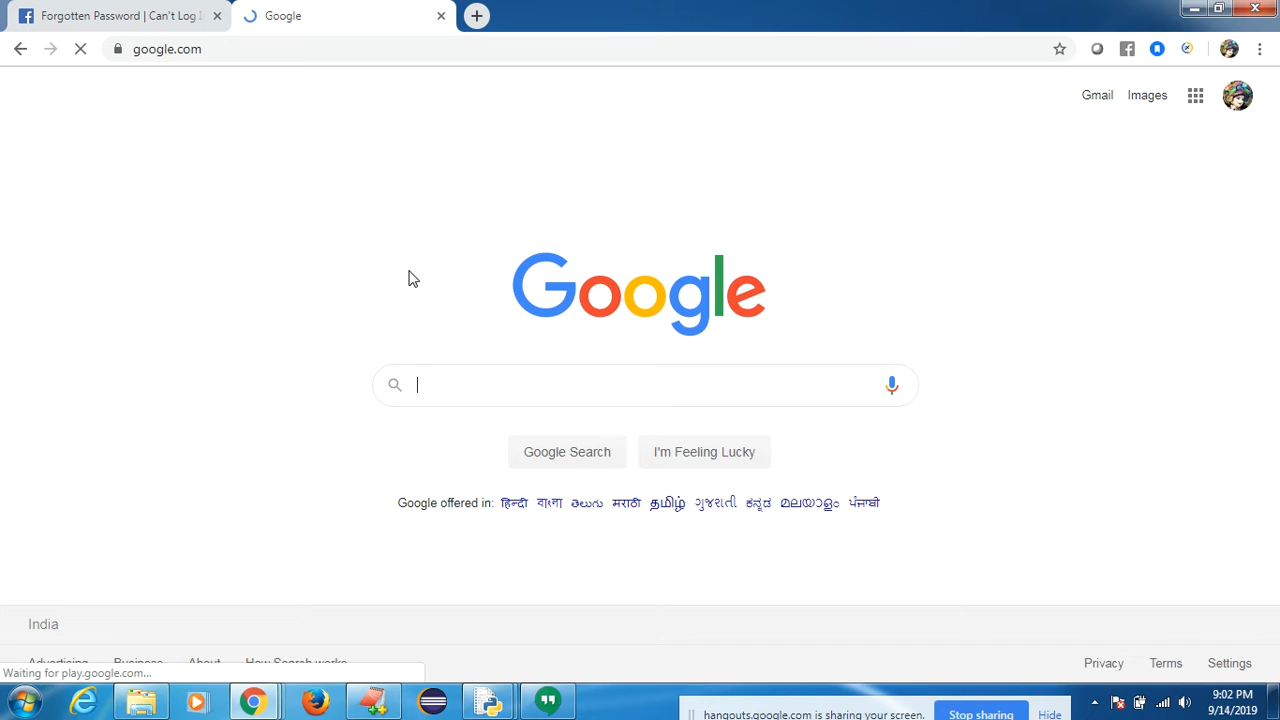 Forgotten Password | Can't Log I
Google
google.com
Gmail Images
Google
Google Search I'm Feeling Lucky
Google offered in: हिन्दी বাংলা తెలుగు मराठी தமிழ் ગુજરાતી ಕನ್ನಡ മലയാളം ਪੰਜਾਬੀ
India
Advertising Business About How Search works Privacy Terms Settings
Waiting for play.google.com...
hangouts.google.com is sharing your screen. Stop sharing Hide
9:02 PM
9/14/2019